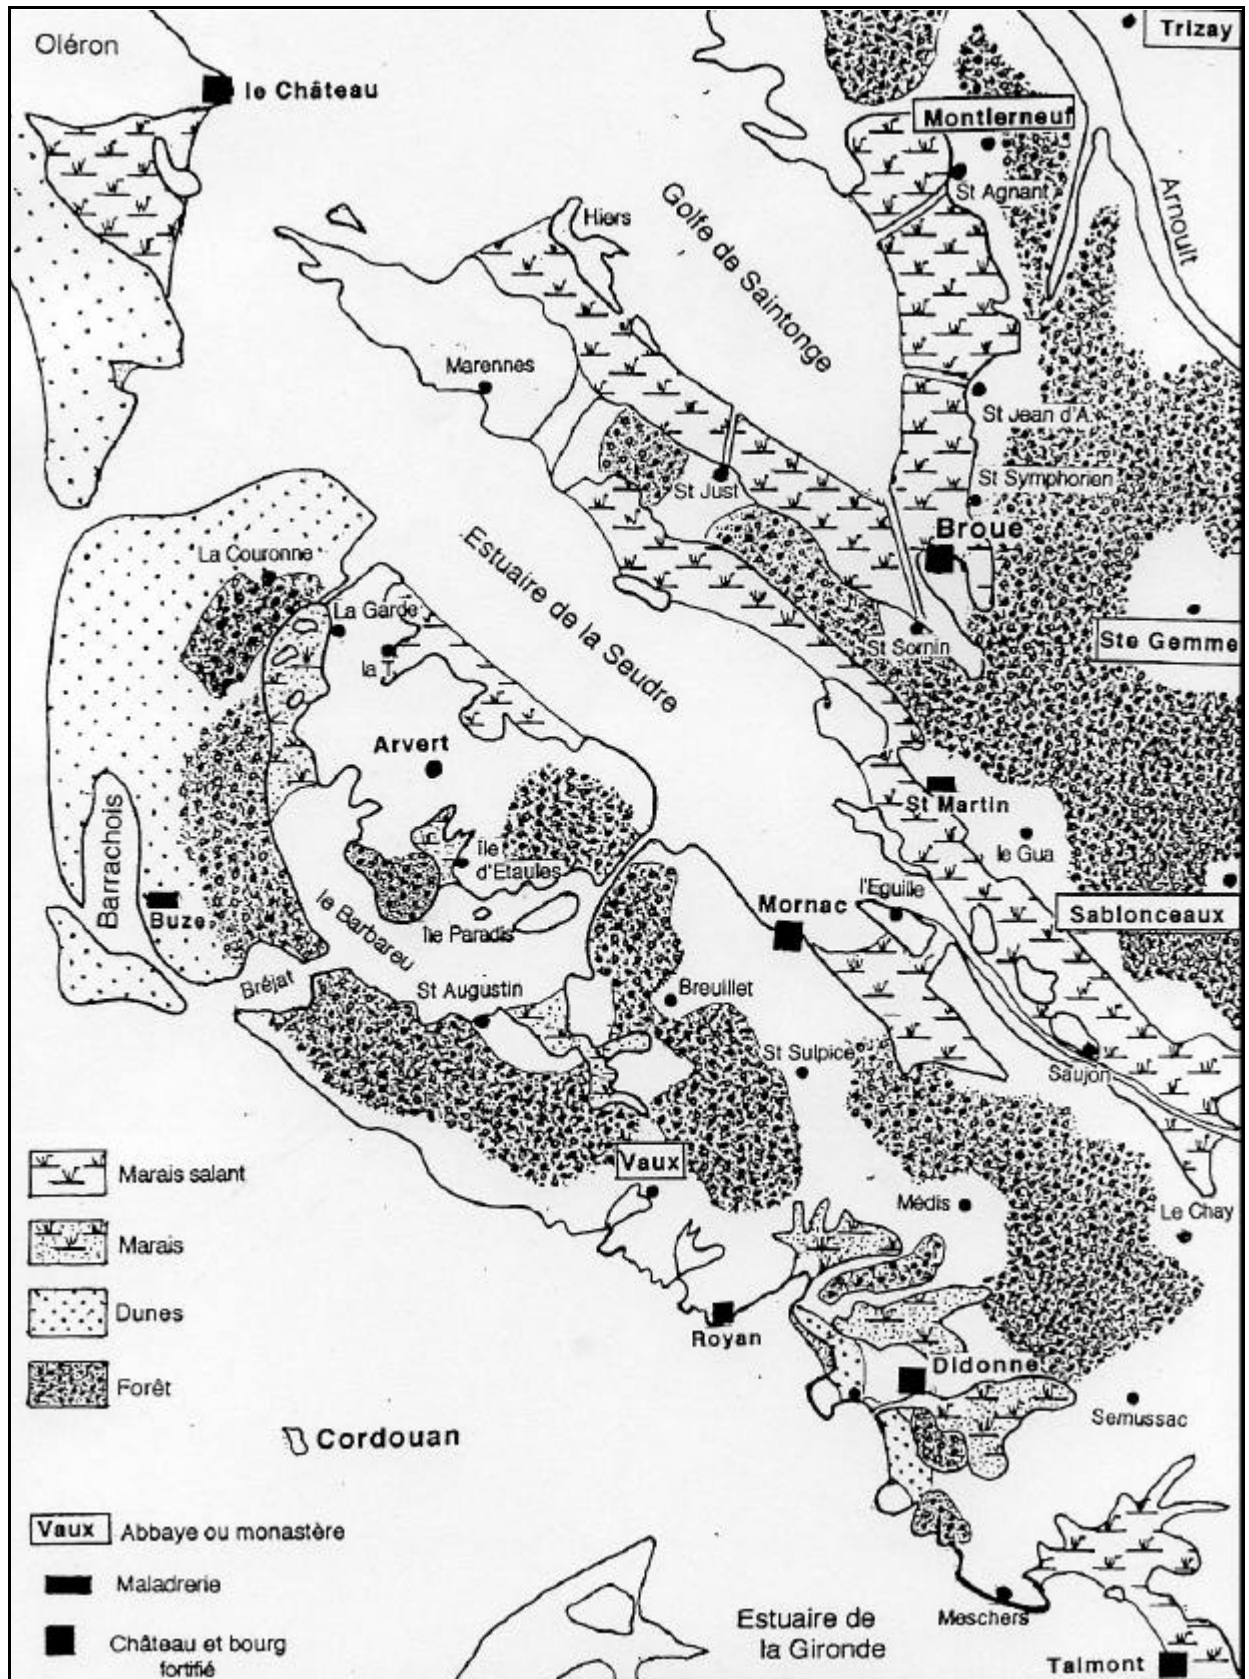 Oléron
le Château
Trizay
Montierneuf
St Agnant
Arnoult
Golfe de Saintonge
Hiers
Marennes
St Jean d'A.
St Symphorien
St Just
Broue
Estuaire de la Seudre
La Couronne
La Garde
la T.
St Sornin
Ste Gemme
Arvert
St Martin
le Gua
Barrachois
Buze
île
d'Etaules
le Barbareu
île Paradis
Mornac
l'Eguille
Sablonceaux
Bréjat
St Augustin
Breuillet
St Sulpice
Saujon
Vaux
Médis
Le Chay
Royan
Didonne
Semussac
Cordouan
Meschers
Estuaire de
la Gironde
Talmont
Marais salant
Marais
Dunes
Forêt
Vaux Abbaye ou monastère
Maladrerie
Château et bourg
fortifié